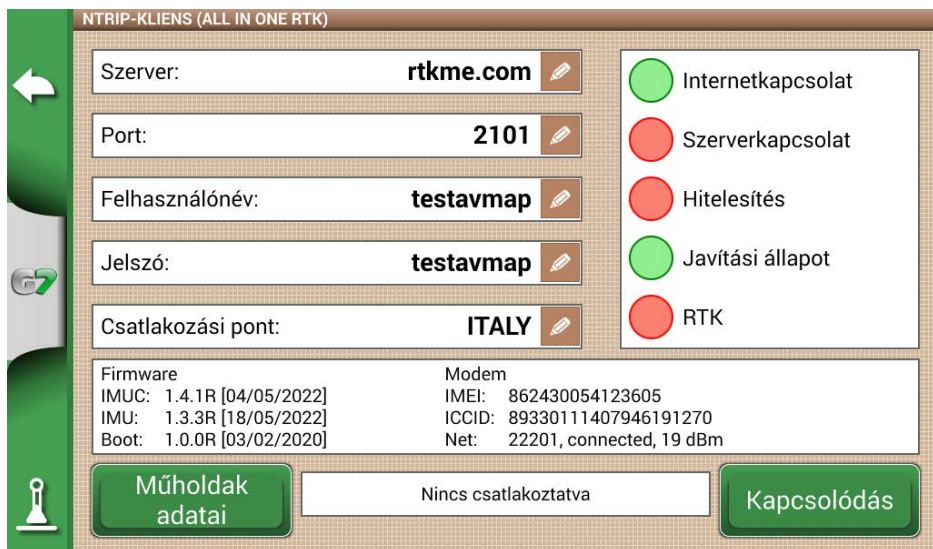 NTRIP-KLIENS (ALL IN ONE RTK)
Szerver: rtkme.com
Port: 2101
Felhasználónév: testavmap
Jelszó: testavmap
Csatlakozási pont: ITALY
Internetkapcsolat
Szerverkapcsolat
Hitelesítés
Javítási állapot
RTK
G7
Firmware
IMUC: 1.4.1R [04/05/2022]
IMU: 1.3.3R [18/05/2022]
Boot: 1.0.0R [03/02/2020]
Modem
IMEI: 862430054123605
ICCID: 89330111407946191270
Net: 22201, connected, 19 dBm
Műholdak
adatai
Nincs csatlakoztatva
Kapcsolódás